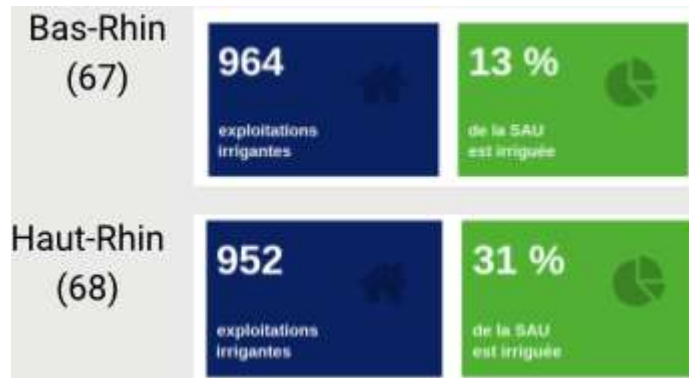 Bas-Rhin
(67)
964
exploitations
irrigantes
13 %
de la SAU
est irriguée
Haut-Rhin
(68)
952
exploitations
irrigantes
31 %
de la SAU
est irriguée